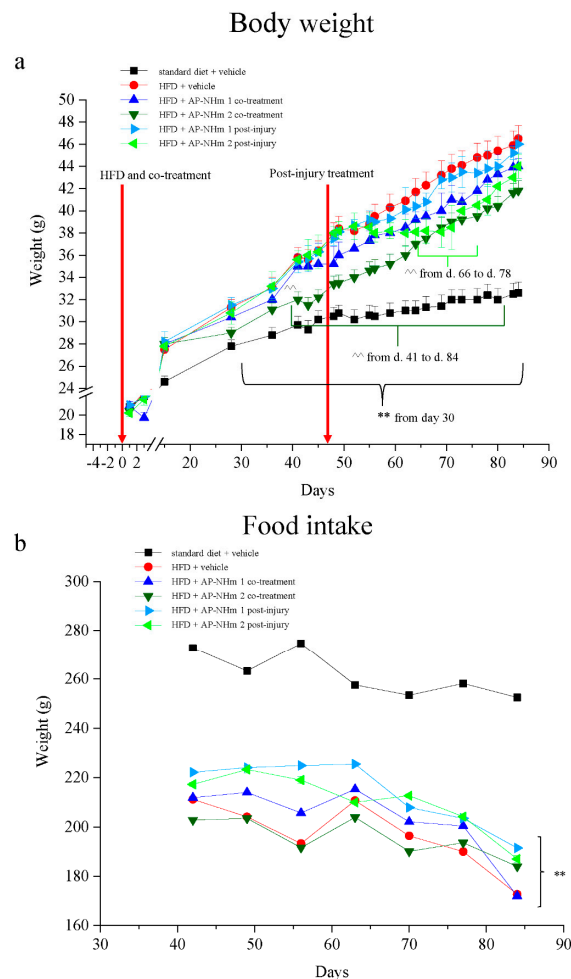 Body weight
a
standard diet + vehicle
HFD + vehicle
HFD + AP-NHm 1 co-treatment
HFD + AP-NHm 2 co-treatment
HFD + AP-NHm 1 post-injury
HFD + AP-NHm 2 post-injury
HFD and co-treatment
Post-injury treatment
Weight (g)
50
48
46
44
42
40
38
36
34
32
30
28
26
24
20
18
^^
^^ from d. 66 to d. 78
^^ from d. 41 to d. 84
** from day 30
-4 -2 0 2 20 30 40 50 60 70 80 90
Days
Food intake
b
standard diet + vehicle
HFD + vehicle
HFD + AP-NHm 1 co-treatment
HFD + AP-NHm 2 co-treatment
HFD + AP-NHm 1 post-injury
HFD + AP-NHm 2 post-injury
Weight (g)
300
280
260
240
220
200
180
160
**
30 40 50 60 70 80 90
Days